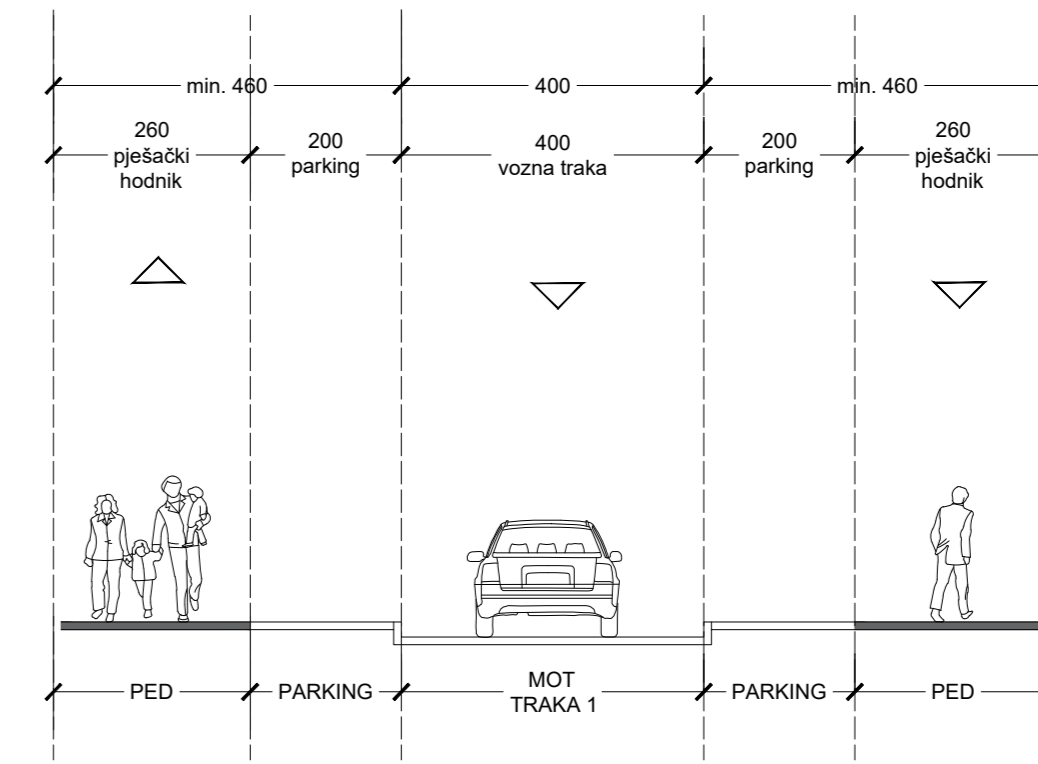 min. 460
400
min. 460
260
pješački
hodnik
200
parking
400
vozna traka
200
parking
260
pješački
hodnik
PED
PARKING
MOT
TRAKA 1
PARKING
PED